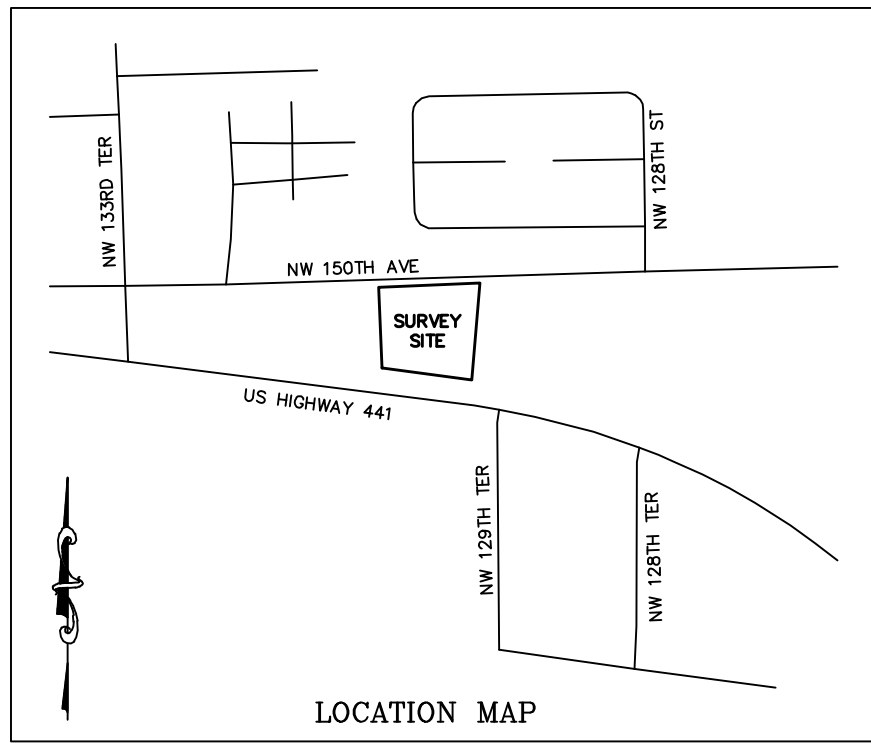 NW 133RD TER
NW 128TH ST
NW 150TH AVE
SURVEY
SITE
US HIGHWAY 441
NW 129TH TER
NW 128TH TER
LOCATION MAP